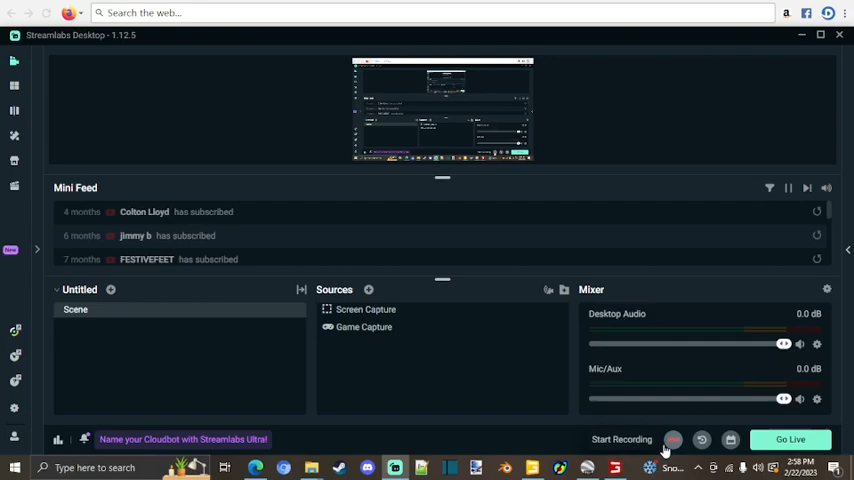 Search the web...
Streamlabs Desktop - 1.12.5
Mini Feed
4 months Colton Lloyd has subscribed
6 months jimmy b has subscribed
7 months FESTIVEFEET has subscribed
Untitled
Scene
Sources
Screen Capture
Game Capture
Mixer
Desktop Audio 0.0 dB
Mic/Aux 0.0 dB
New
Name your Cloudbot with Streamlabs Ultra!
Start Recording
Go Live
Type here to search
Sno...
2:58 PM
2/22/2023